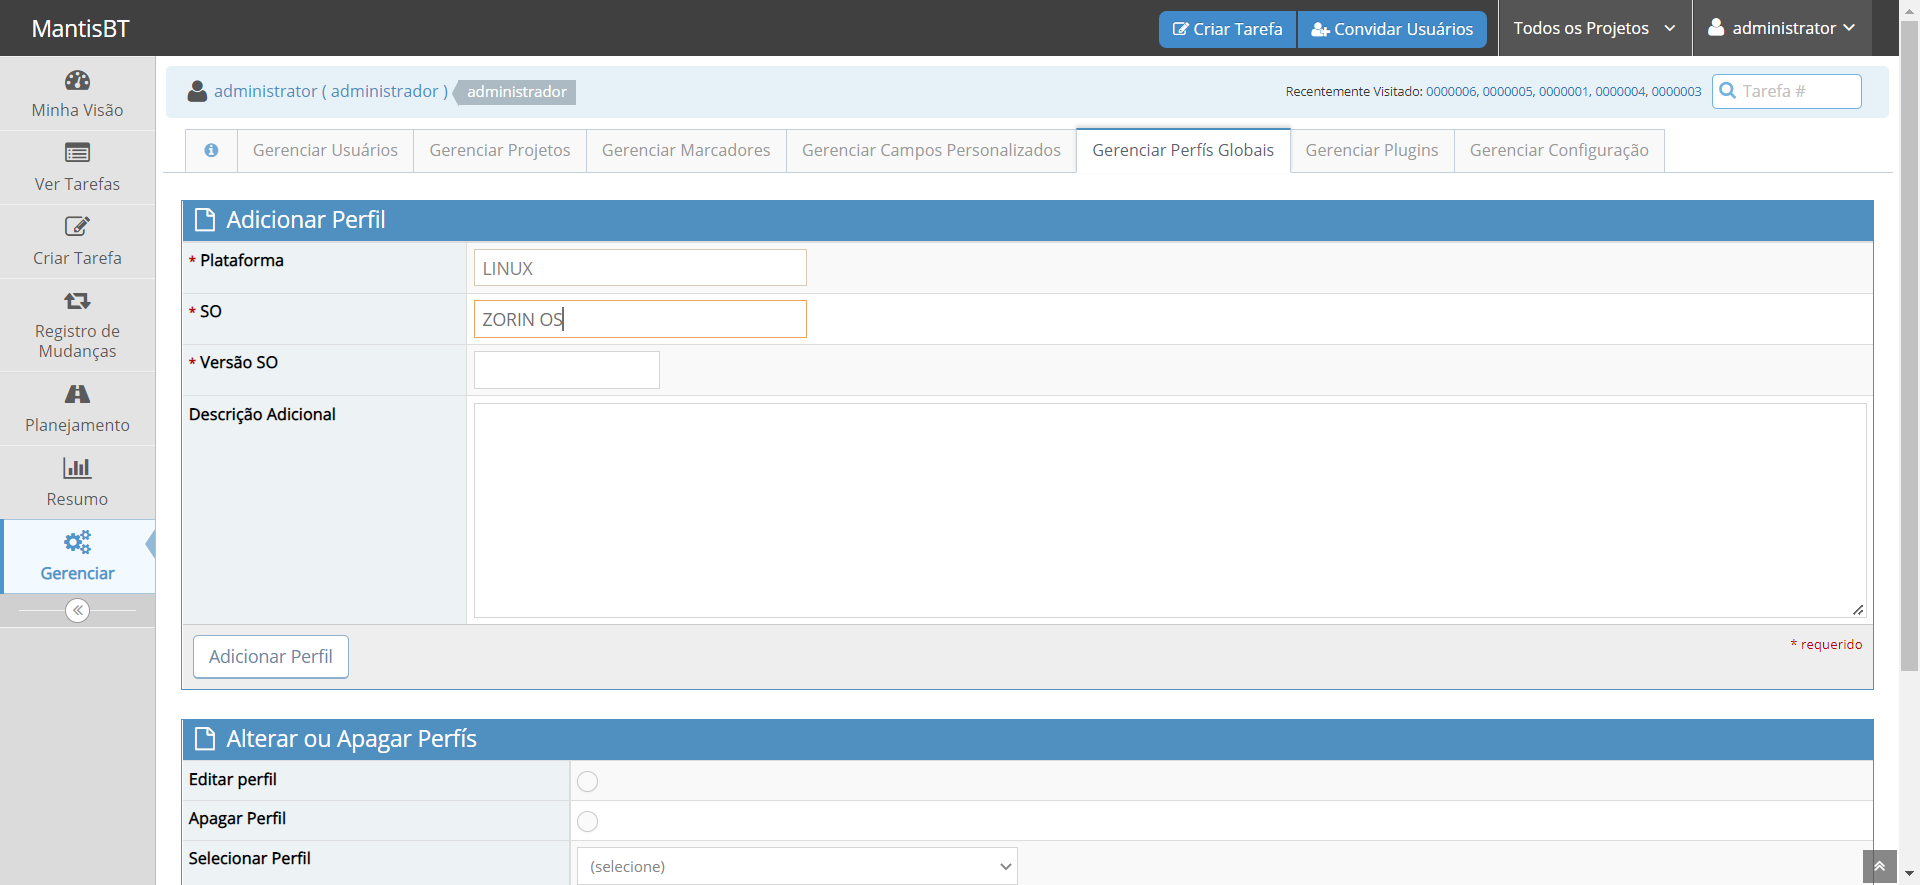 MantisBT
Criar Tarefa
Convidar Usuários
Todos os Projetos
administrator
Minha Visão
Ver Tarefas
Criar Tarefa
Registro de
Mudanças
Planejamento
Resumo
Gerenciar
administrator ( administrador ) administrador
Recentemente Visitado: 0000006, 0000005, 0000001, 0000004, 0000003
Tarefa #
Gerenciar Usuários
Gerenciar Projetos
Gerenciar Marcadores
Gerenciar Campos Personalizados
Gerenciar Perfís Globais
Gerenciar Plugins
Gerenciar Configuração
Adicionar Perfil
* Plataforma
LINUX
* SO
ZORIN OS
* Versão SO
Descrição Adicional
Adicionar Perfil
* requerido
Alterar ou Apagar Perfís
Editar perfil
Apagar Perfil
Selecionar Perfil
(selecione)